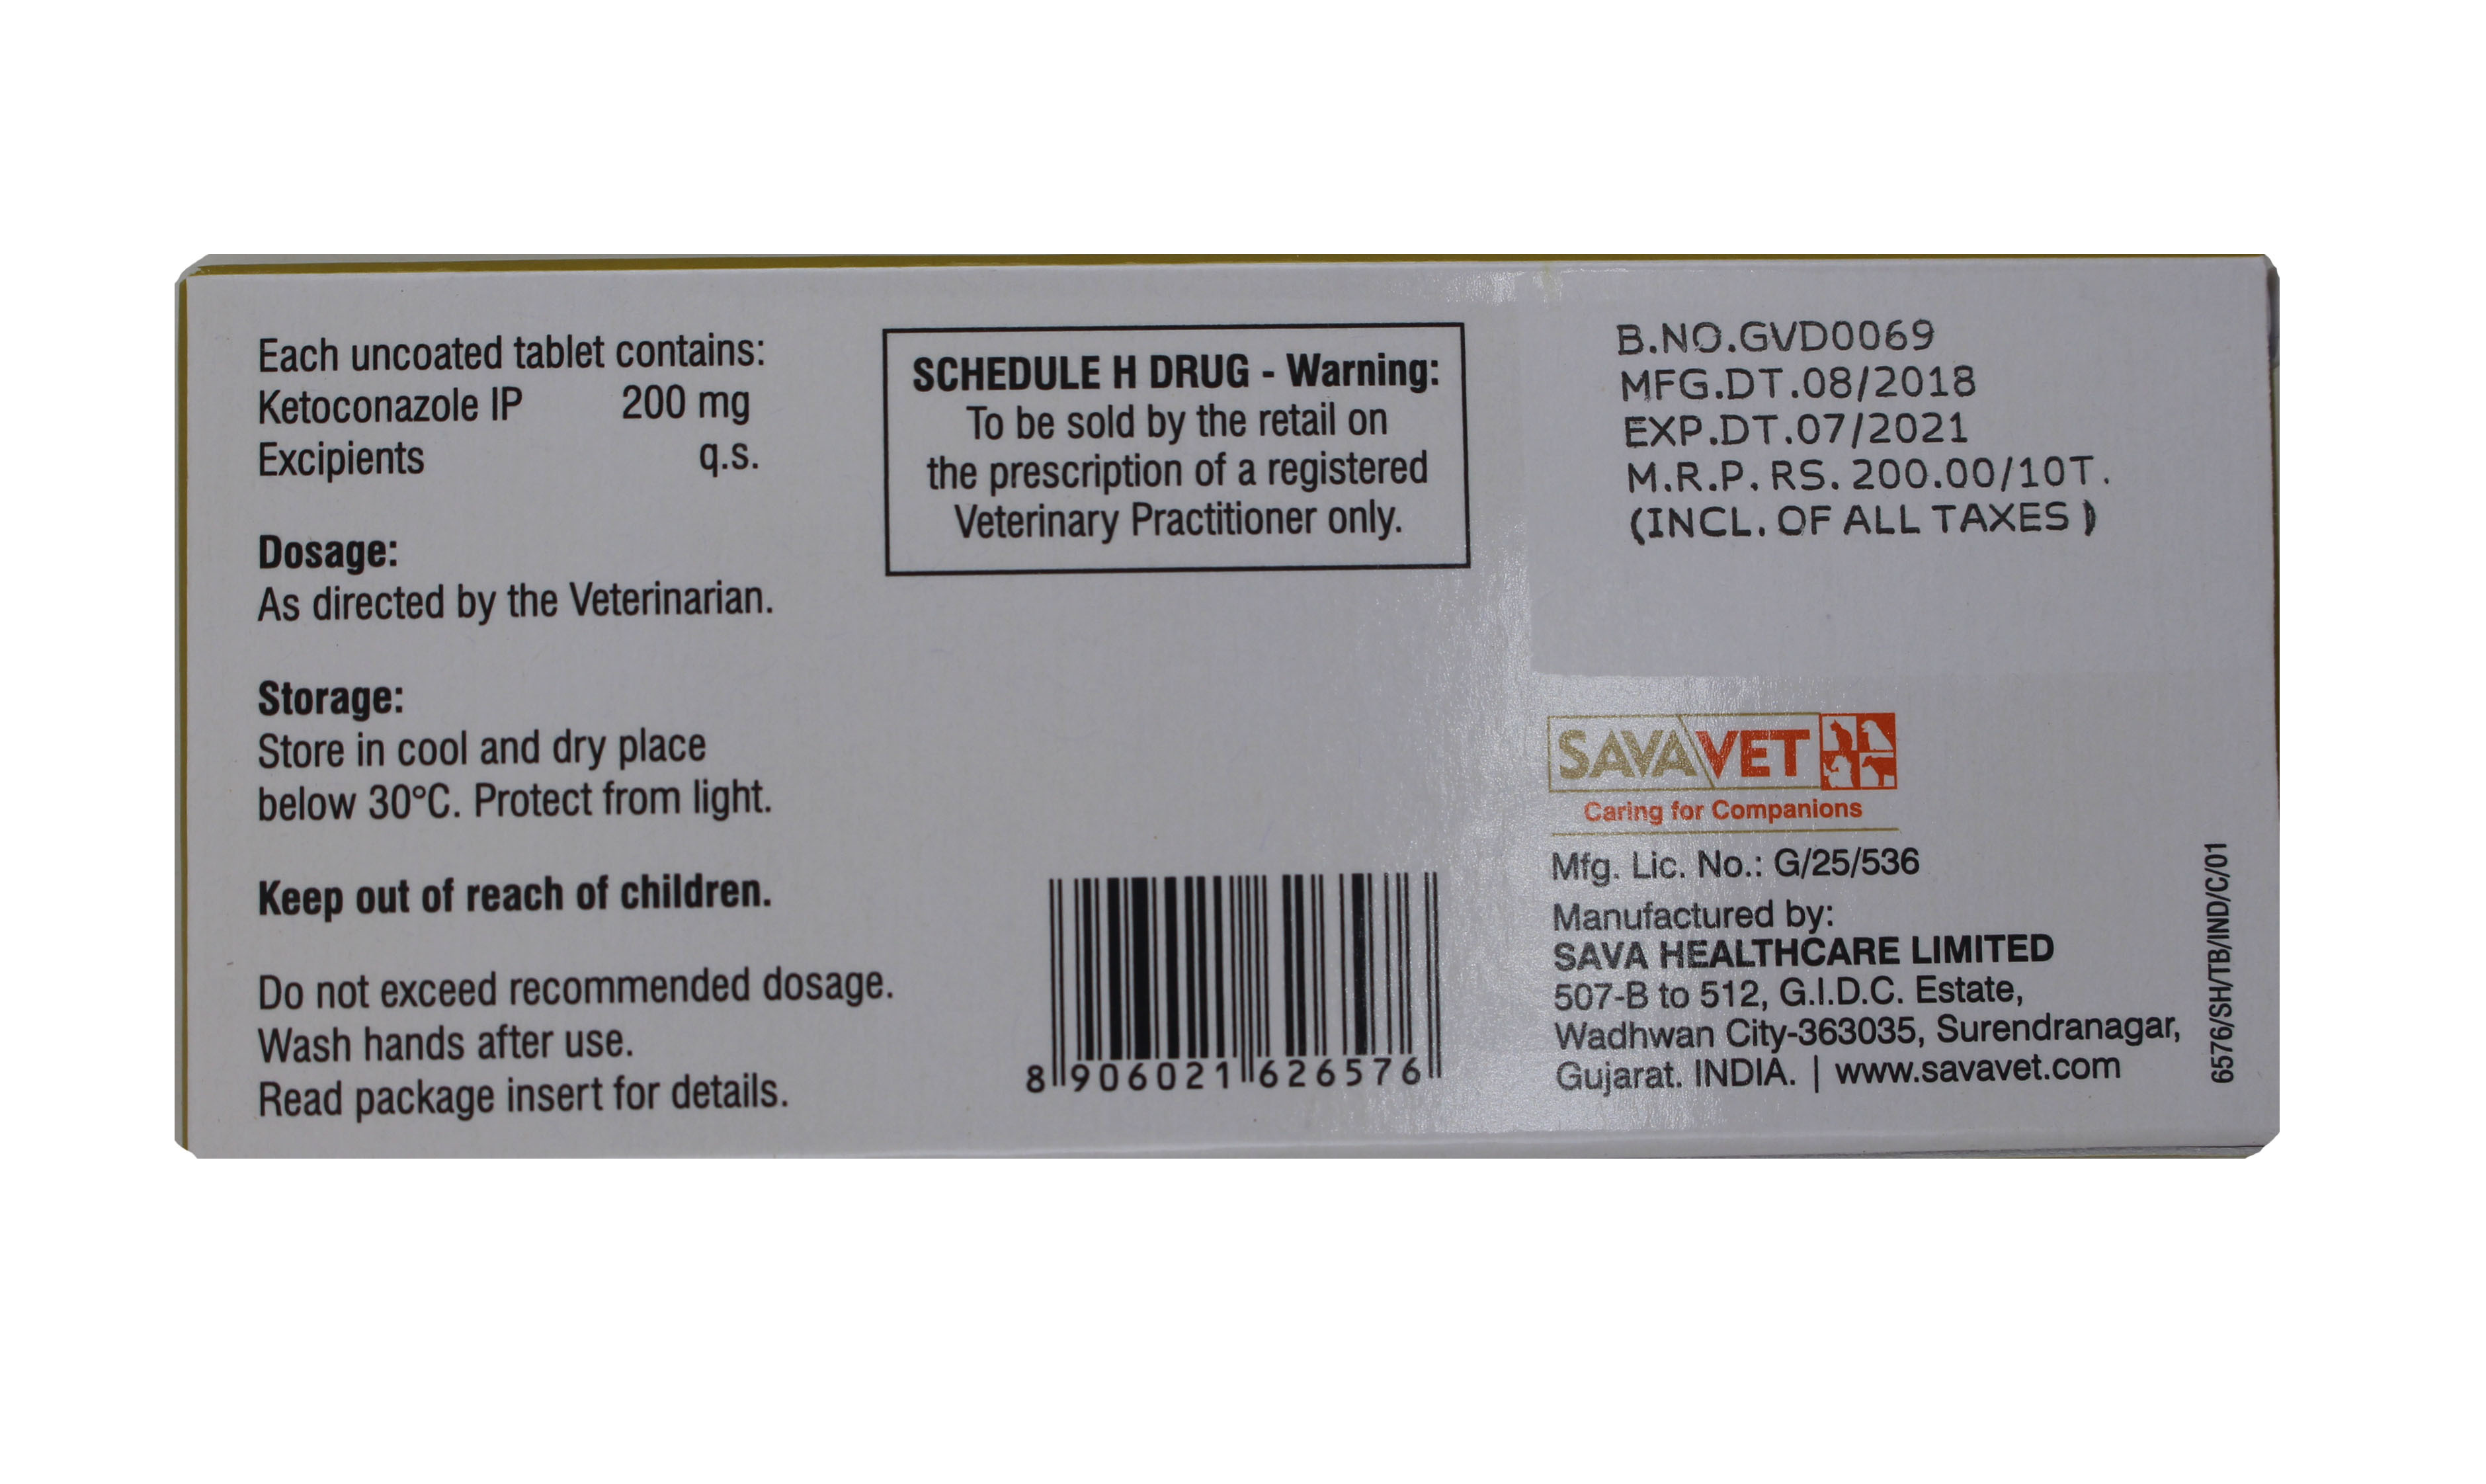 Each uncoated tablet contains:
Ketoconazole IP 200 mg
Excipients q.s.
Dosage:
As directed by the Veterinarian.
Storage:
Store in cool and dry place
below 30°C. Protect from light.
Keep out of reach of children.
Do not exceed recommended dosage.
Wash hands after use.
Read package insert for details.
SCHEDULE H DRUG - Warning:
To be sold by the retail on
the prescription of a registered
Veterinary Practitioner only.
8 906021 626576
B.NO.GVD0069
MFG.DT.08/2018
EXP.DT.07/2021
M.R.P. RS. 200.00/10T.
(INCL. OF ALL TAXES )
SAVAVET
Caring for Companions
Mfg. Lic. No.: G/25/536
Manufactured by:
SAVA HEALTHCARE LIMITED
507-B to 512, G.I.D.C. Estate,
Wadhwan City-363035, Surendranagar,
Gujarat. INDIA. | www.savavet.com
6576/SH/TB/IND/C/01